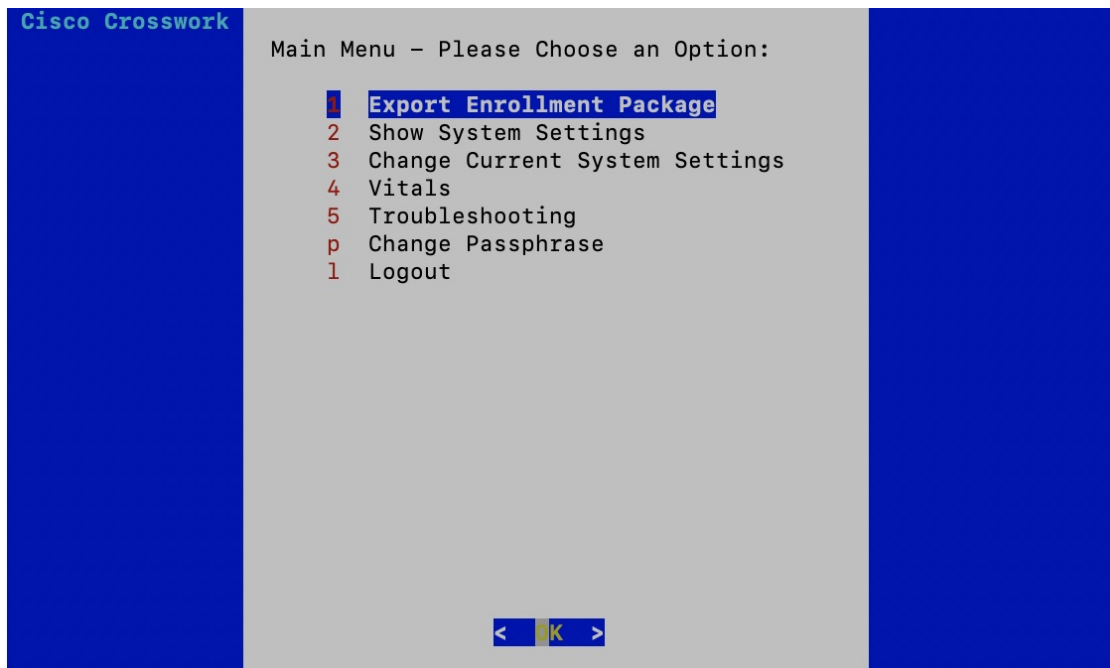 Cisco Crosswork
Main Menu – Please Choose an Option:
1 Export Enrollment Package
2 Show System Settings
3 Change Current System Settings
4 Vitals
5 Troubleshooting
p Change Passphrase
l Logout
< OK >